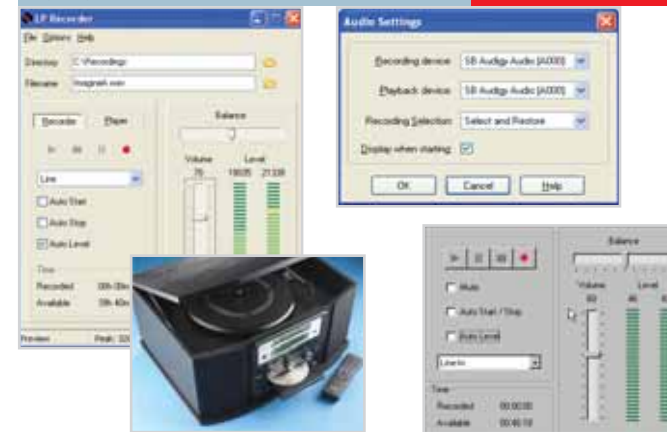 LP Recorder
File Options Help
Directory C:\Recordings
Filename
Recorder Player
Line
Auto Start
Auto Stop
Auto Level
Time
Recorded
Available
Preview Peak:
Balance
Volume Level
Audio Settings
Recording device: SB Audigy Audio [A000]
Playback device: SB Audigy Audio [A000]
Recording Selection: Select and Restore
Display when starting:
OK Cancel Help
Balance
Mute
Auto Start / Stop
Auto Level
Line-In
Volume Level
Time
Recorded 00:00:00
Available